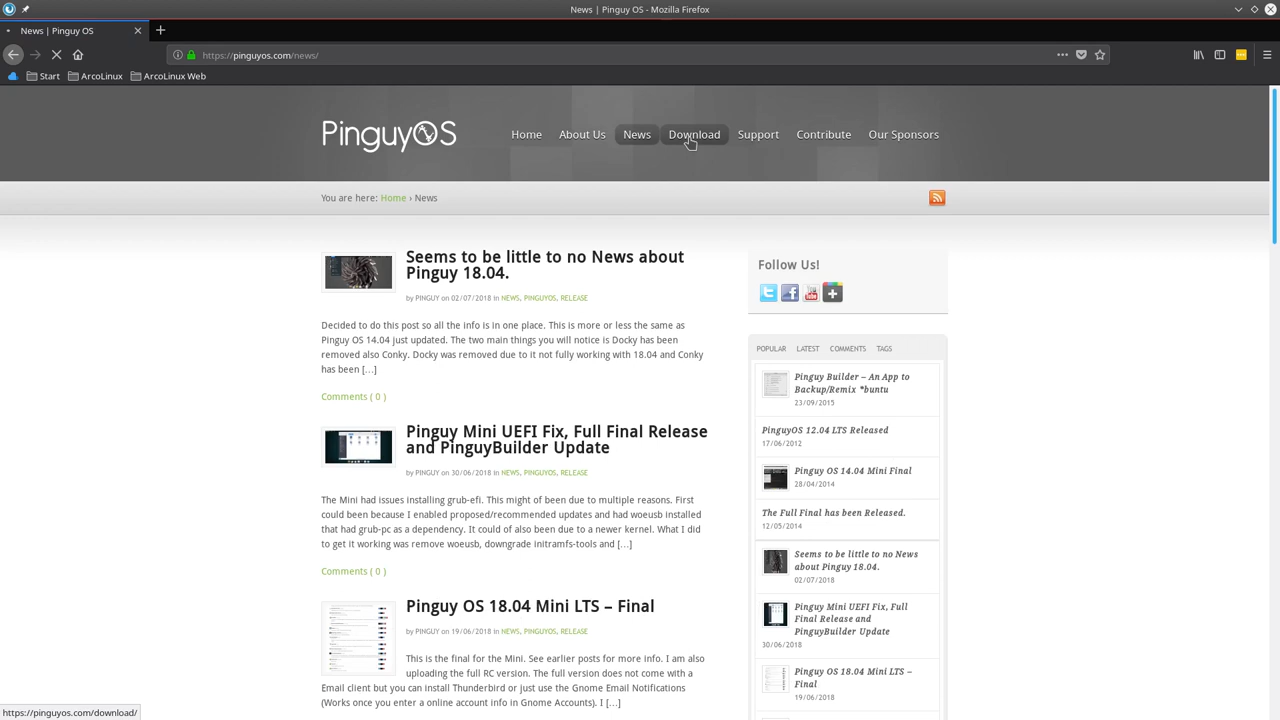 News | Pinguy OS - Mozilla Firefox
News | Pinguy OS
https://pinguyos.com/news/
Start
ArcoLinux
ArcoLinux Web
PinguyOS
Home
About Us
News
Download
Support
Contribute
Our Sponsors
You are here: Home › News
Seems to be little to no News about
Pinguy 18.04.
by PINGUY on 02/07/2018 in NEWS, PINGUYOS, RELEASE
Decided to do this post so all the info is in one place. This is more or less the same as
Pinguy OS 14.04 just updated. The two main things you will notice is Docky has been
removed also Conky. Docky was removed due to it not fully working with 18.04 and Conky
has been […]
Comments ( 0 )
Pinguy Mini UEFI Fix, Full Final Release
and PinguyBuilder Update
by PINGUY on 30/06/2018 in NEWS, PINGUYOS, RELEASE
The Mini had issues installing grub-efi. This might of been due to multiple reasons. First
could been because I enabled proposed/recommended updates and had woeusb installed
that had grub-pc as a dependency. It could of also been due to a newer kernel. What I did
to get it working was remove woeusb, downgrade initramfs-tools and […]
Comments ( 0 )
Pinguy OS 18.04 Mini LTS – Final
by PINGUY on 19/06/2018 in NEWS, PINGUYOS, RELEASE
This is the final for the Mini. See earlier posts for more info. I am also
uploading the full RC version. The full version does not come with a
Email client but you can install Thunderbird or just use the Gnome Email Notifications
(Works once you enter a online account info in Gnome Accounts). I […]
Follow Us!
POPULAR
LATEST
COMMENTS
TAGS
Pinguy Builder – An App to
Backup/Remix *buntu
23/09/2015
PinguyOS 12.04 LTS Released
17/06/2012
Pinguy OS 14.04 Mini Final
28/04/2014
The Full Final has been Released.
12/05/2014
Seems to be little to no News
about Pinguy 18.04.
02/07/2018
Pinguy Mini UEFI Fix, Full
Final Release and
PinguyBuilder Update
30/06/2018
Pinguy OS 18.04 Mini LTS –
Final
19/06/2018
https://pinguyos.com/download/